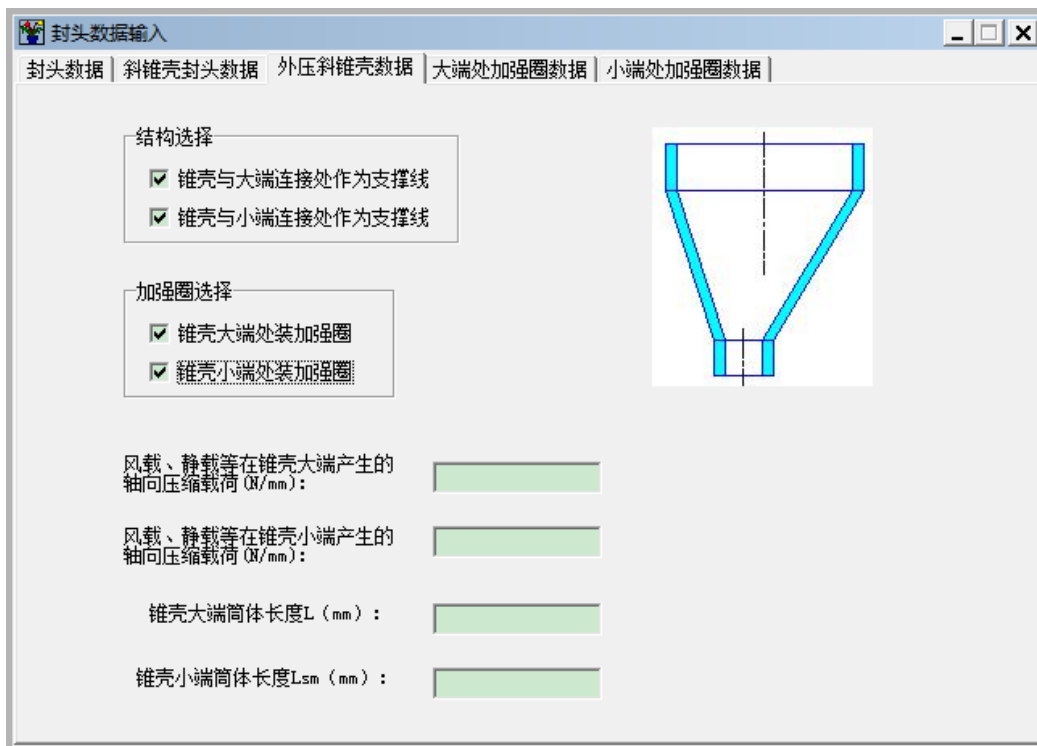 封头数据输入
封头数据 斜锥壳封头数据 外压斜锥壳数据 大端处加强圈数据 小端处加强圈数据
结构选择
锥壳与大端连接处作为支撑线
锥壳与小端连接处作为支撑线
加强圈选择
锥壳大端处装加强圈
锥壳小端处装加强圈
风载、静载等在锥壳大端产生的
轴向压缩载荷(N/mm):
风载、静载等在锥壳小端产生的
轴向压缩载荷(N/mm):
锥壳大端筒体长度L（mm）:
锥壳小端筒体长度Lsm（mm）: